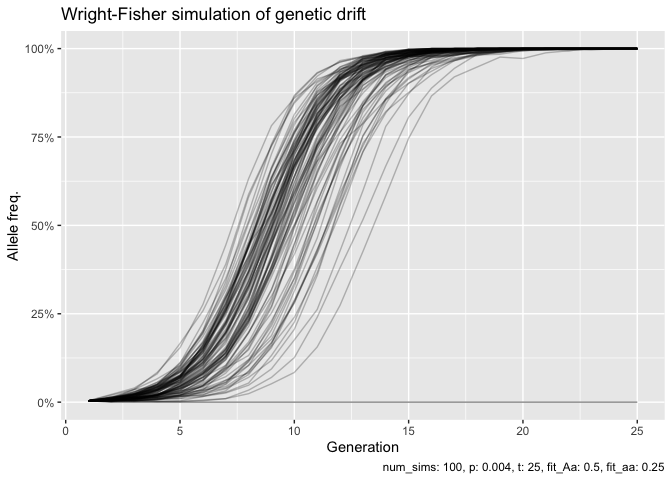 Wright-Fisher simulation of genetic drift
100%
75%
50%
25%
0%
Allele freq.
0 5 10 15 20 25
Generation
num_sims: 100, p: 0.004, t: 25, fit_Aa: 0.5, fit_aa: 0.25